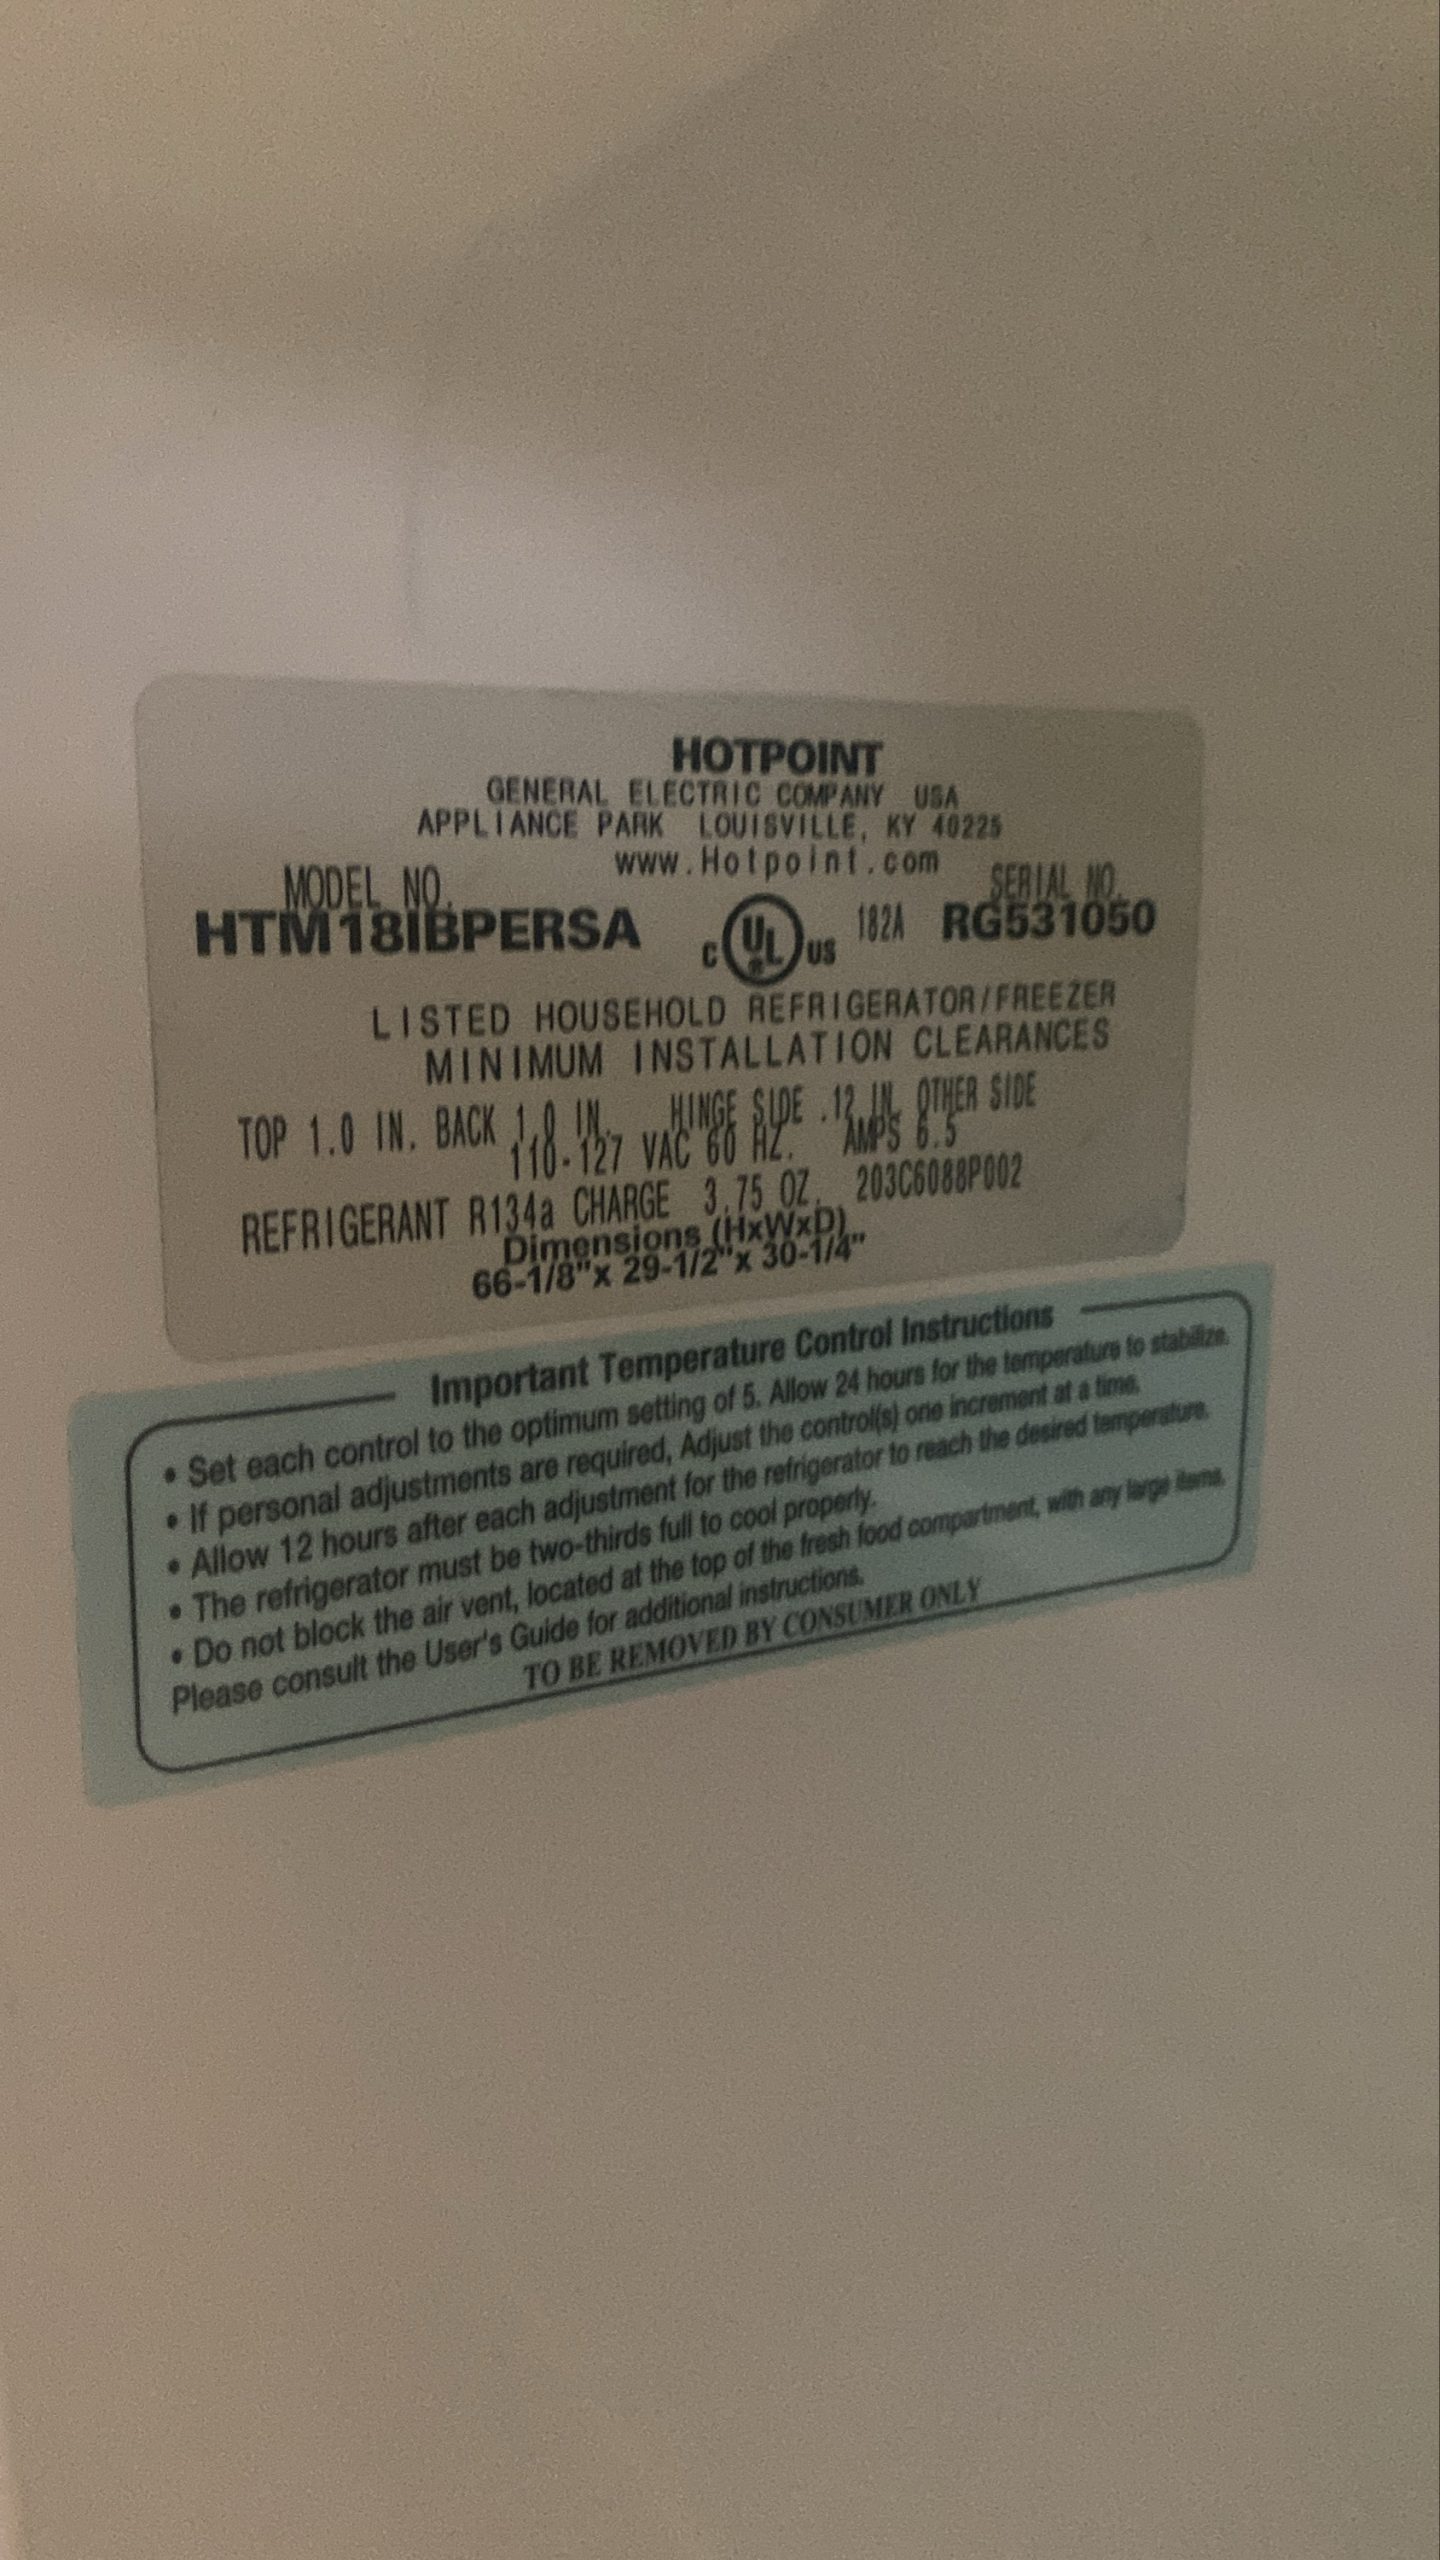 HOTPOINT
GENERAL ELECTRIC COMPANY USA
APPLIANCE PARK LOUISVILLE, KY 40225
www.Hotpoint.com
MODEL NO. SERIAL NO.
HTM18IBPERSA C UL US 182A RG531050
LISTED HOUSEHOLD REFRIGERATOR/FREEZER
MINIMUM INSTALLATION CLEARANCES
TOP 1.0 IN. BACK 1.0 IN. HINGE SIDE .12 IN. OTHER SIDE
110-127 VAC 60 HZ. AMPS 6.5
REFRIGERANT R134a CHARGE 3.75 OZ. 203C6088P002
Dimensions (HxWxD)
66-1/8"x 29-1/2"x 30-1/4"
Important Temperature Control Instructions
• Set each control to the optimum setting of 5. Allow 24 hours for the temperature to stabilize.
• If personal adjustments are required, Adjust the control(s) one increment at a time.
• Allow 12 hours after each adjustment for the refrigerator to reach the desired temperature.
• The refrigerator must be two-thirds full to cool properly.
• Do not block the air vent, located at the top of the fresh food compartment, with any large items.
Please consult the User's Guide for additional instructions.
TO BE REMOVED BY CONSUMER ONLY